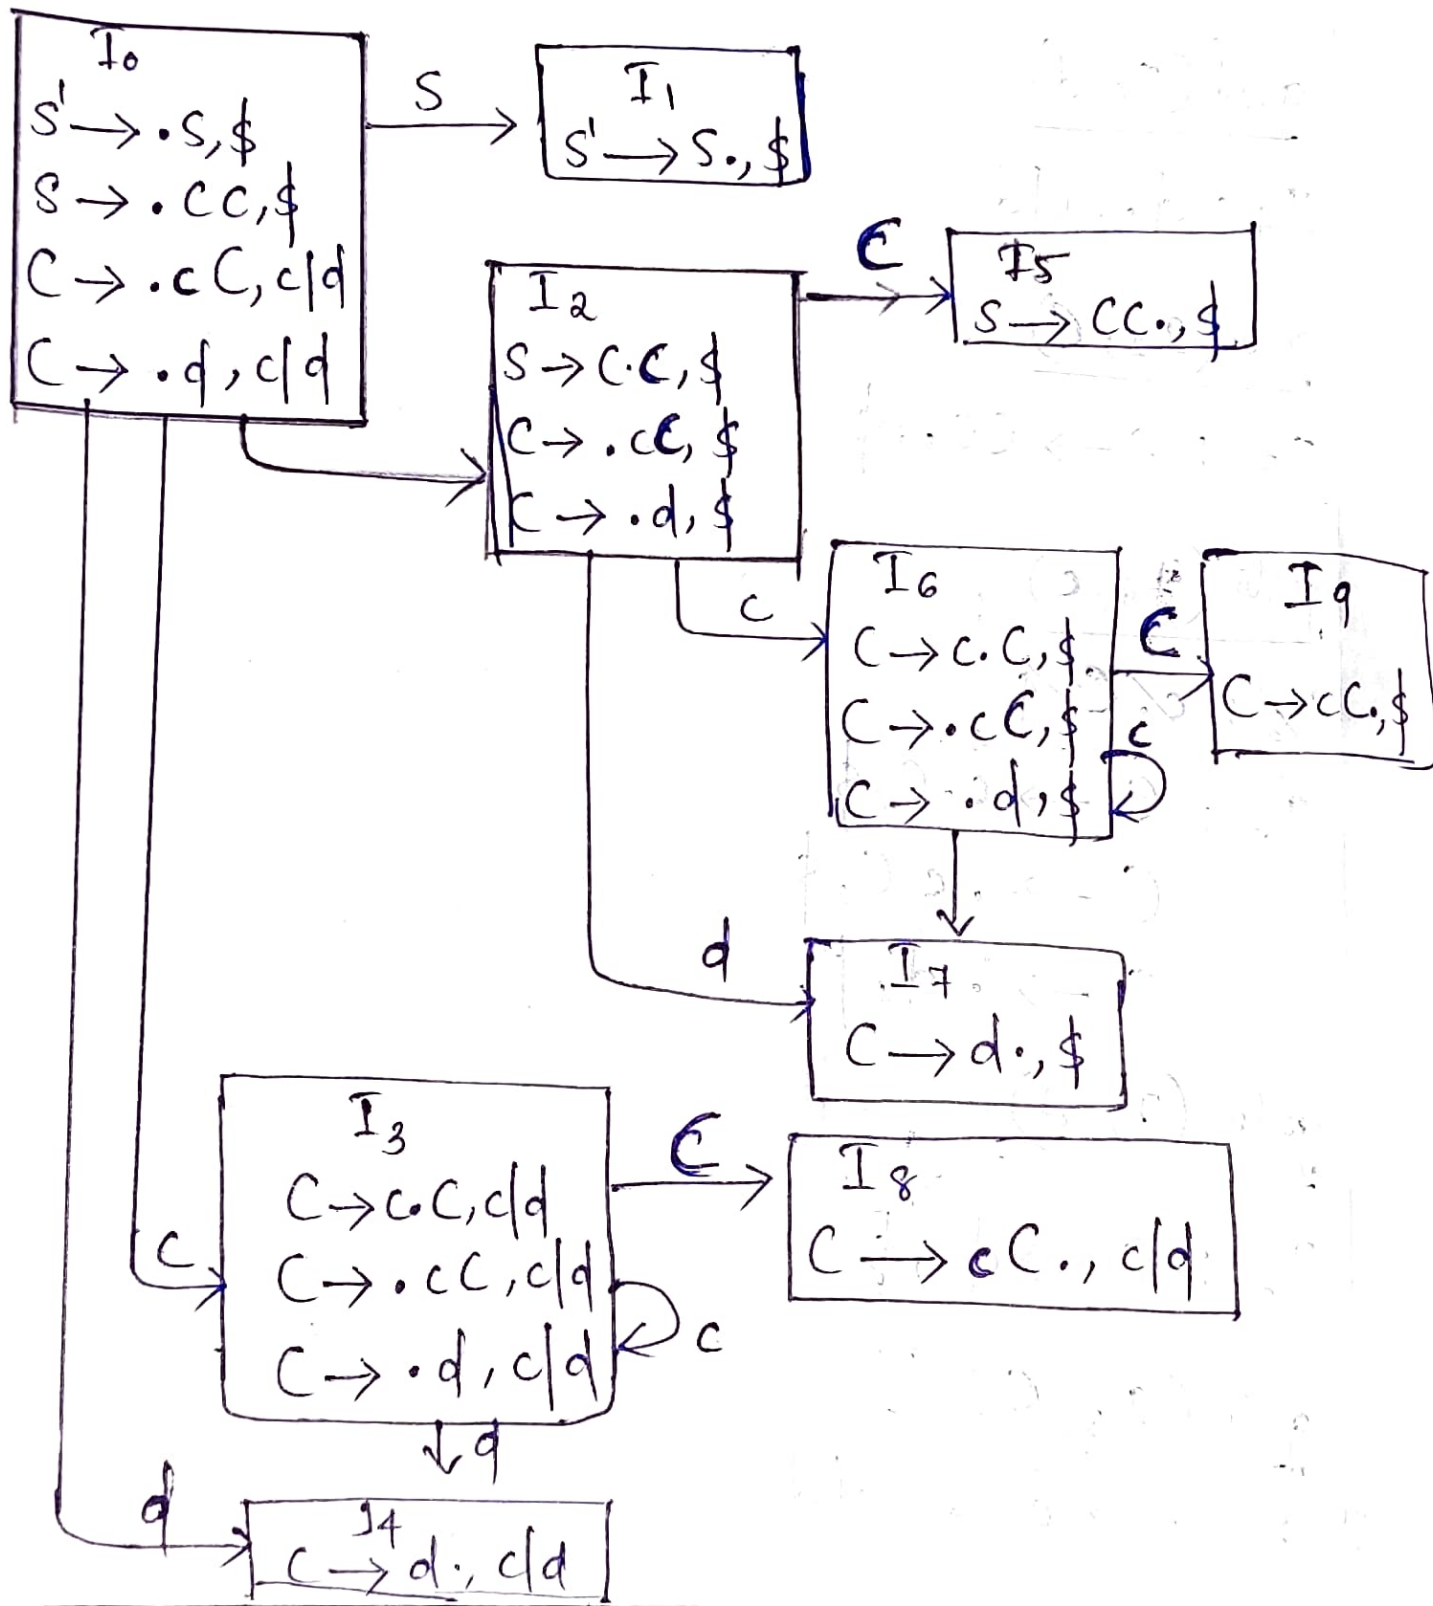 I0
S' → .S,$
S → .CC,$
C → .cC, c|d
C → .d, c|d
S
I1
S' → S., $
I2
S → C.C, $
C → .cC, $
C → .d, $
C
I5
S → CC., $
c
I6
C → c.C, $
C → .cC, $
C → .d, $
C
c
I9
C → cC., $
d
I7
C → d., $
c
I3
C → c.C, c|d
C → .cC, c|d
C → .d, c|d
C
c
I8
C → cC., c|d
d
d
I4
C → d., c|d